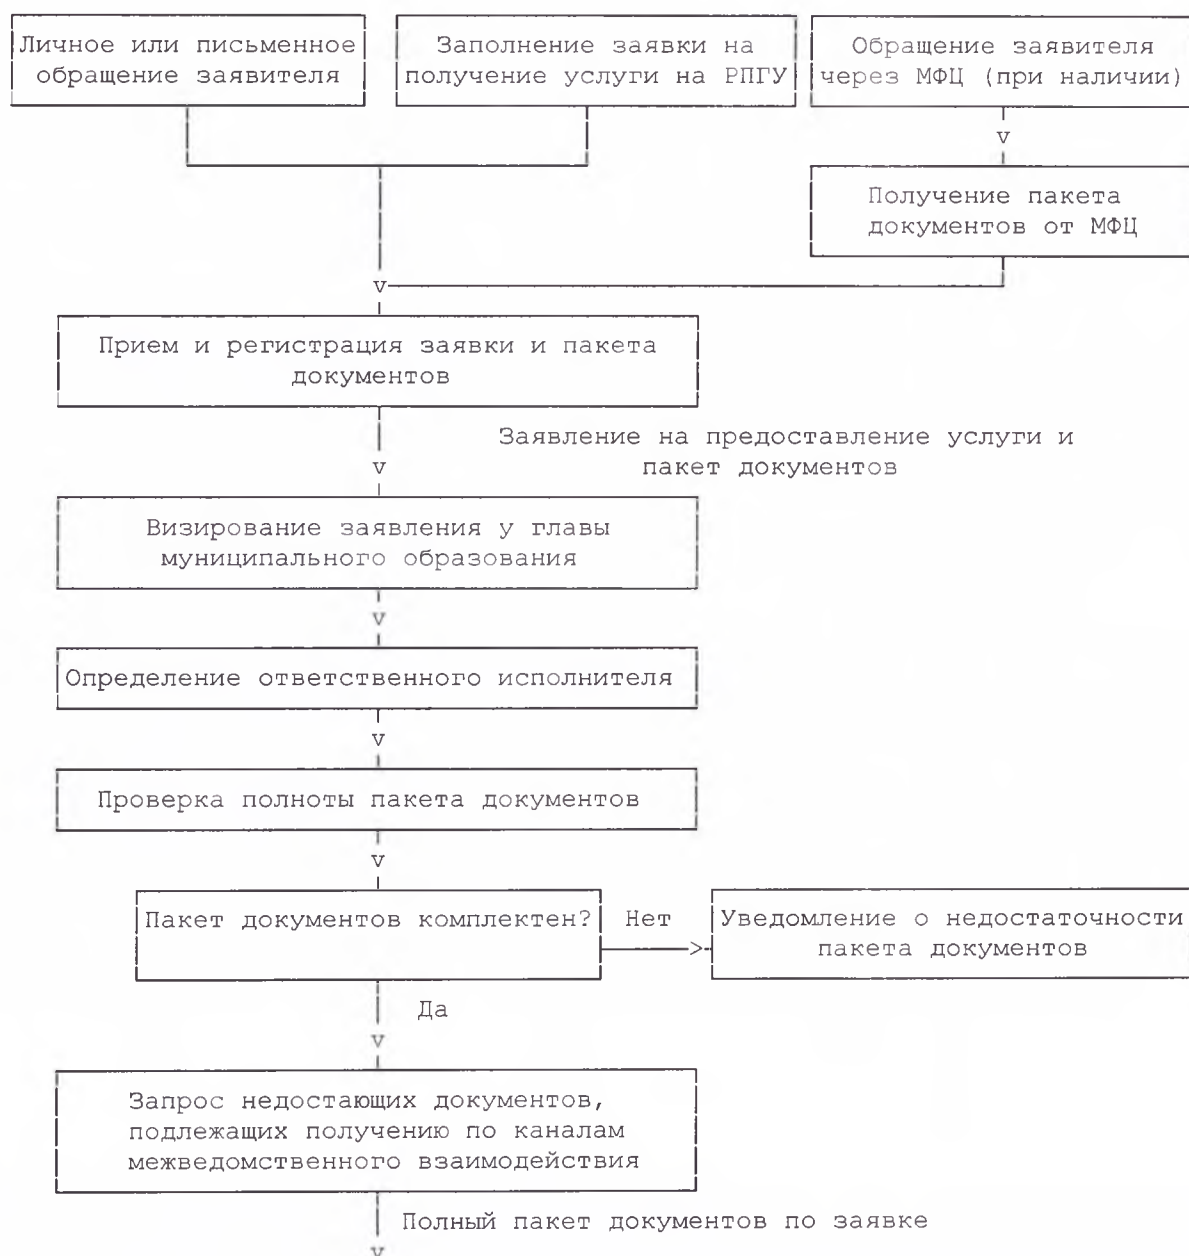 Личное или письменное
обращение заявителя
Заполнение заявки на
получение услуги на РПГУ
Обращение заявителя
через МФЦ (при наличии)
v
Получение пакета
документов от МФЦ
v
Прием и регистрация заявки и пакета
документов
Заявление на предоставление услуги и
пакет документов
v
Визирование заявления у главы
муниципального образования
v
Определение ответственного исполнителя
v
Проверка полноты пакета документов
v
Пакет документов комплектен?
Нет
Уведомление о недостаточности
пакета документов
Да
v
Запрос недостающих документов,
подлежащих получению по каналам
межведомственного взаимодействия
Полный пакет документов по заявке
v